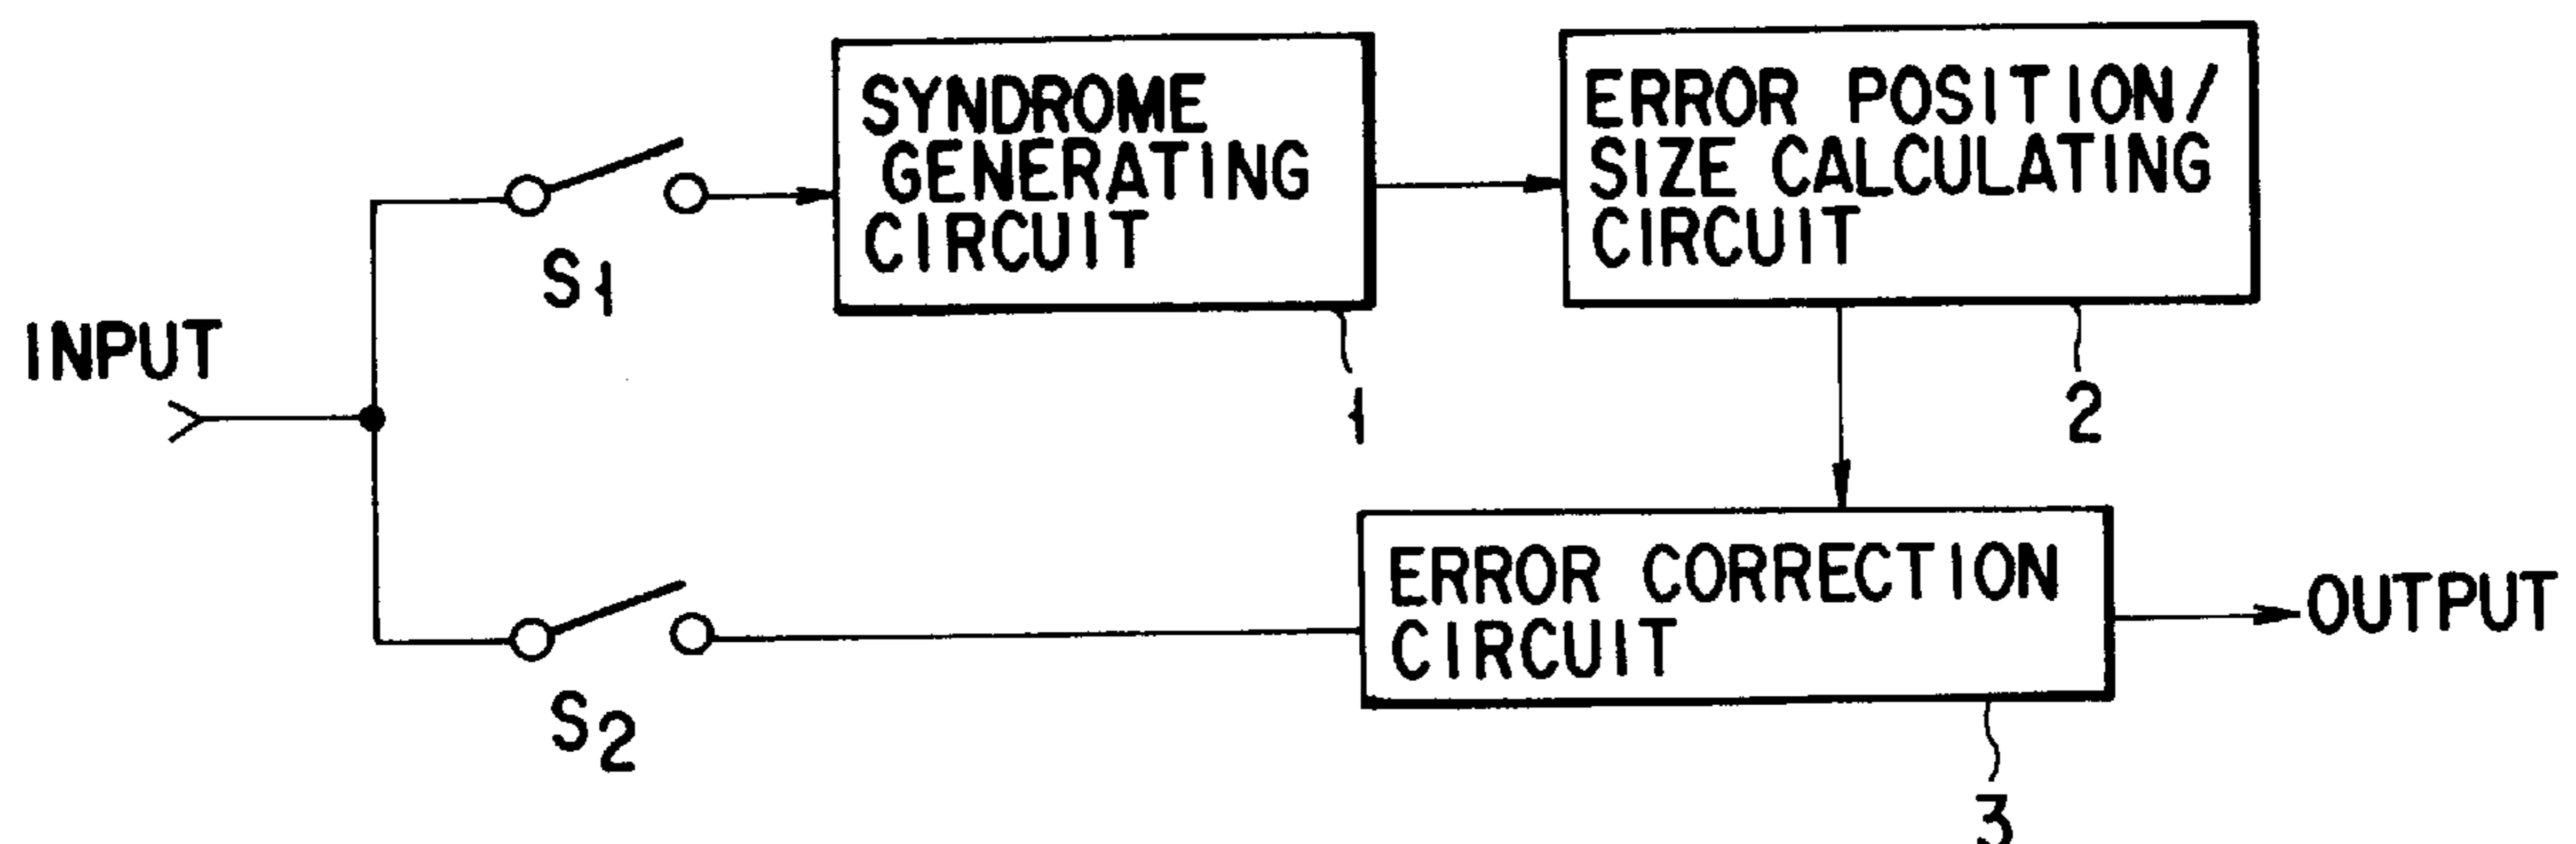 SYNDROME
GENERATING
CIRCUIT
ERROR POSITION/
SIZE CALCULATING
CIRCUIT
S1
INPUT
1
2
ERROR CORRECTION
CIRCUIT
OUTPUT
S2
3